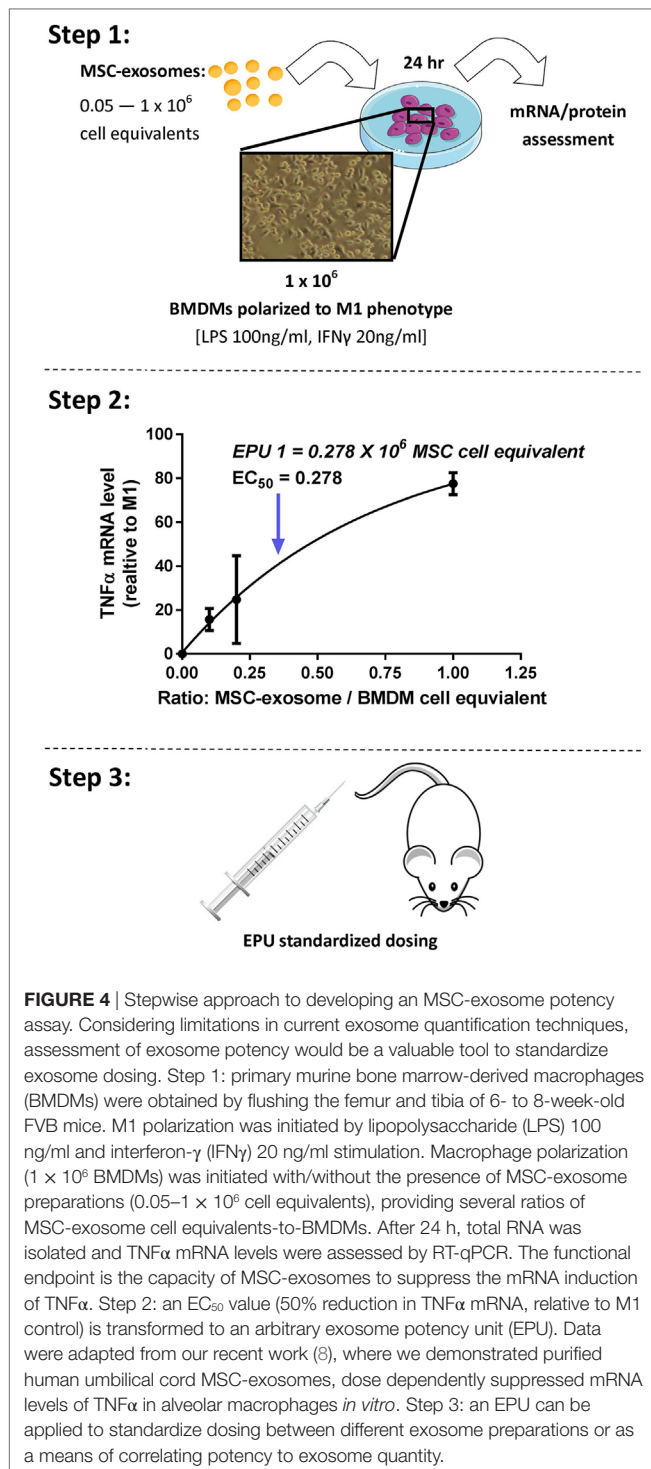 Step 1:
MSC-exosomes:
0.05 — 1 x 10⁶
cell equivalents
24 hr
mRNA/protein
assessment
1 x 10⁶
BMDMs polarized to M1 phenotype
[LPS 100ng/ml, IFNγ 20ng/ml]
Step 2:
TNFα mRNA level
(realtive to M1)
100
80
60
40
20
0
EPU 1 = 0.278 X 10⁶ MSC cell equivalent
EC₅₀ = 0.278
0.00 0.25 0.50 0.75 1.00 1.25
Ratio: MSC-exosome / BMDM cell equvialent
Step 3:
EPU standardized dosing
FIGURE 4 | Stepwise approach to developing an MSC-exosome potency
assay. Considering limitations in current exosome quantification techniques,
assessment of exosome potency would be a valuable tool to standardize
exosome dosing. Step 1: primary murine bone marrow-derived macrophages
(BMDMs) were obtained by flushing the femur and tibia of 6- to 8-week-old
FVB mice. M1 polarization was initiated by lipopolysaccharide (LPS) 100
ng/ml and interferon-γ (IFNγ) 20 ng/ml stimulation. Macrophage polarization
(1 × 10⁶ BMDMs) was initiated with/without the presence of MSC-exosome
preparations (0.05–1 × 10⁶ cell equivalents), providing several ratios of
MSC-exosome cell equivalents-to-BMDMs. After 24 h, total RNA was
isolated and TNFα mRNA levels were assessed by RT-qPCR. The functional
endpoint is the capacity of MSC-exosomes to suppress the mRNA induction
of TNFα. Step 2: an EC₅₀ value (50% reduction in TNFα mRNA, relative to M1
control) is transformed to an arbitrary exosome potency unit (EPU). Data
were adapted from our recent work (8), where we demonstrated purified
human umbilical cord MSC-exosomes, dose dependently suppressed mRNA
levels of TNFα in alveolar macrophages in vitro. Step 3: an EPU can be
applied to standardize dosing between different exosome preparations or as
a means of correlating potency to exosome quantity.